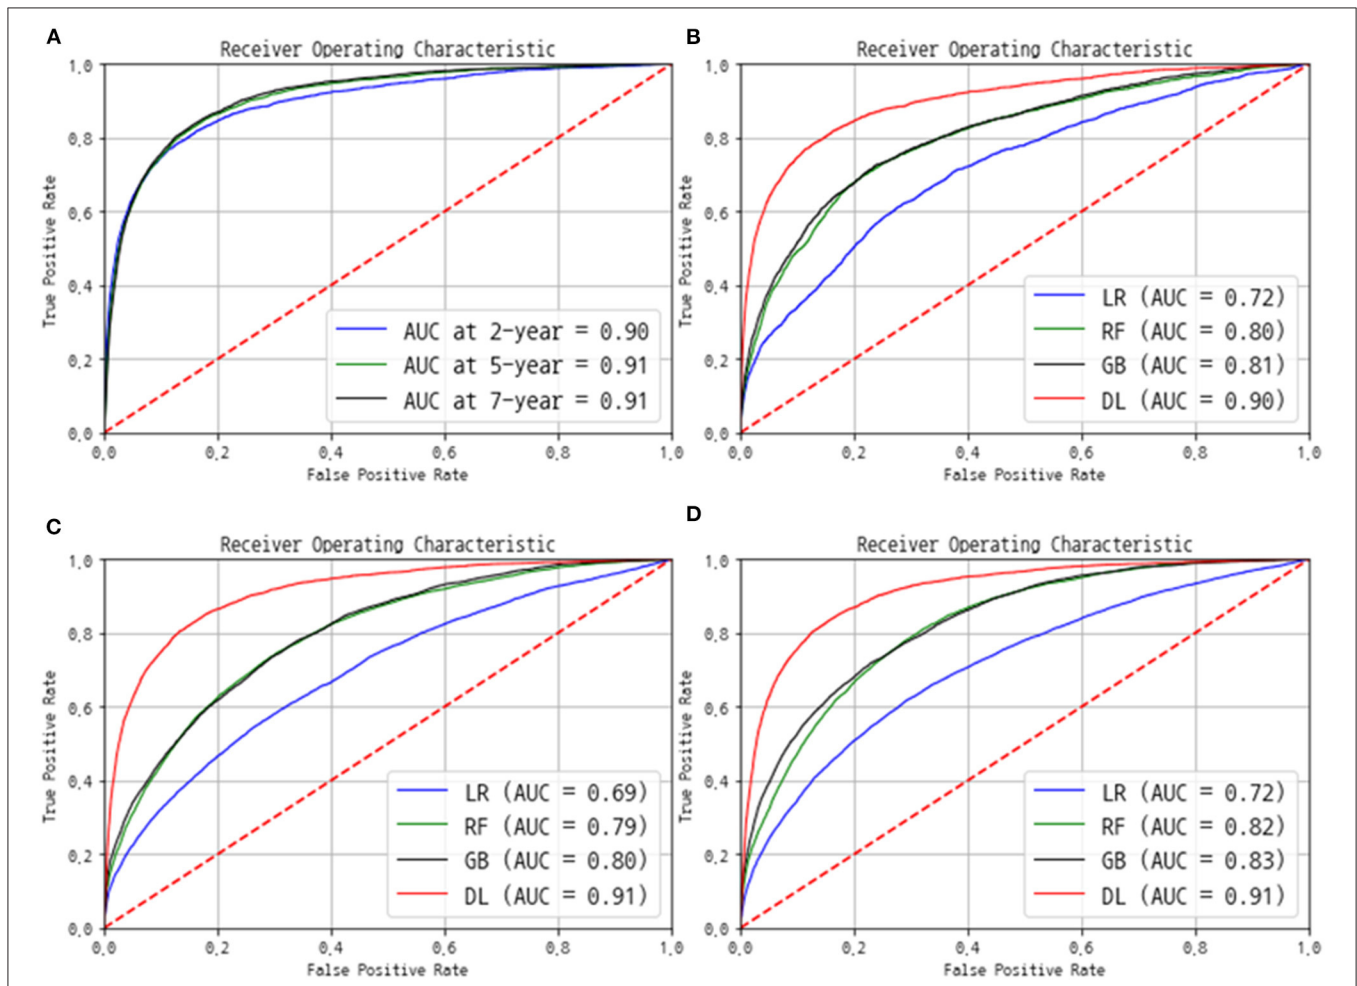 A
Receiver Operating Characteristic
1.0
0.8
0.6
0.4
0.2
0.0
True Positive Rate
AUC at 2-year = 0.90
AUC at 5-year = 0.91
AUC at 7-year = 0.91
0.0 0.2 0.4 0.6 0.8 1.0
False Positive Rate
B
Receiver Operating Characteristic
1.0
0.8
0.6
0.4
0.2
0.0
True Positive Rate
LR (AUC = 0.72)
RF (AUC = 0.80)
GB (AUC = 0.81)
DL (AUC = 0.90)
0.0 0.2 0.4 0.6 0.8 1.0
False Positive Rate
C
Receiver Operating Characteristic
1.0
0.8
0.6
0.4
0.2
0.0
True Positive Rate
LR (AUC = 0.69)
RF (AUC = 0.79)
GB (AUC = 0.80)
DL (AUC = 0.91)
0.0 0.2 0.4 0.6 0.8 1.0
False Positive Rate
D
Receiver Operating Characteristic
1.0
0.8
0.6
0.4
0.2
0.0
True Positive Rate
LR (AUC = 0.72)
RF (AUC = 0.82)
GB (AUC = 0.83)
DL (AUC = 0.91)
0.0 0.2 0.4 0.6 0.8 1.0
False Positive Rate